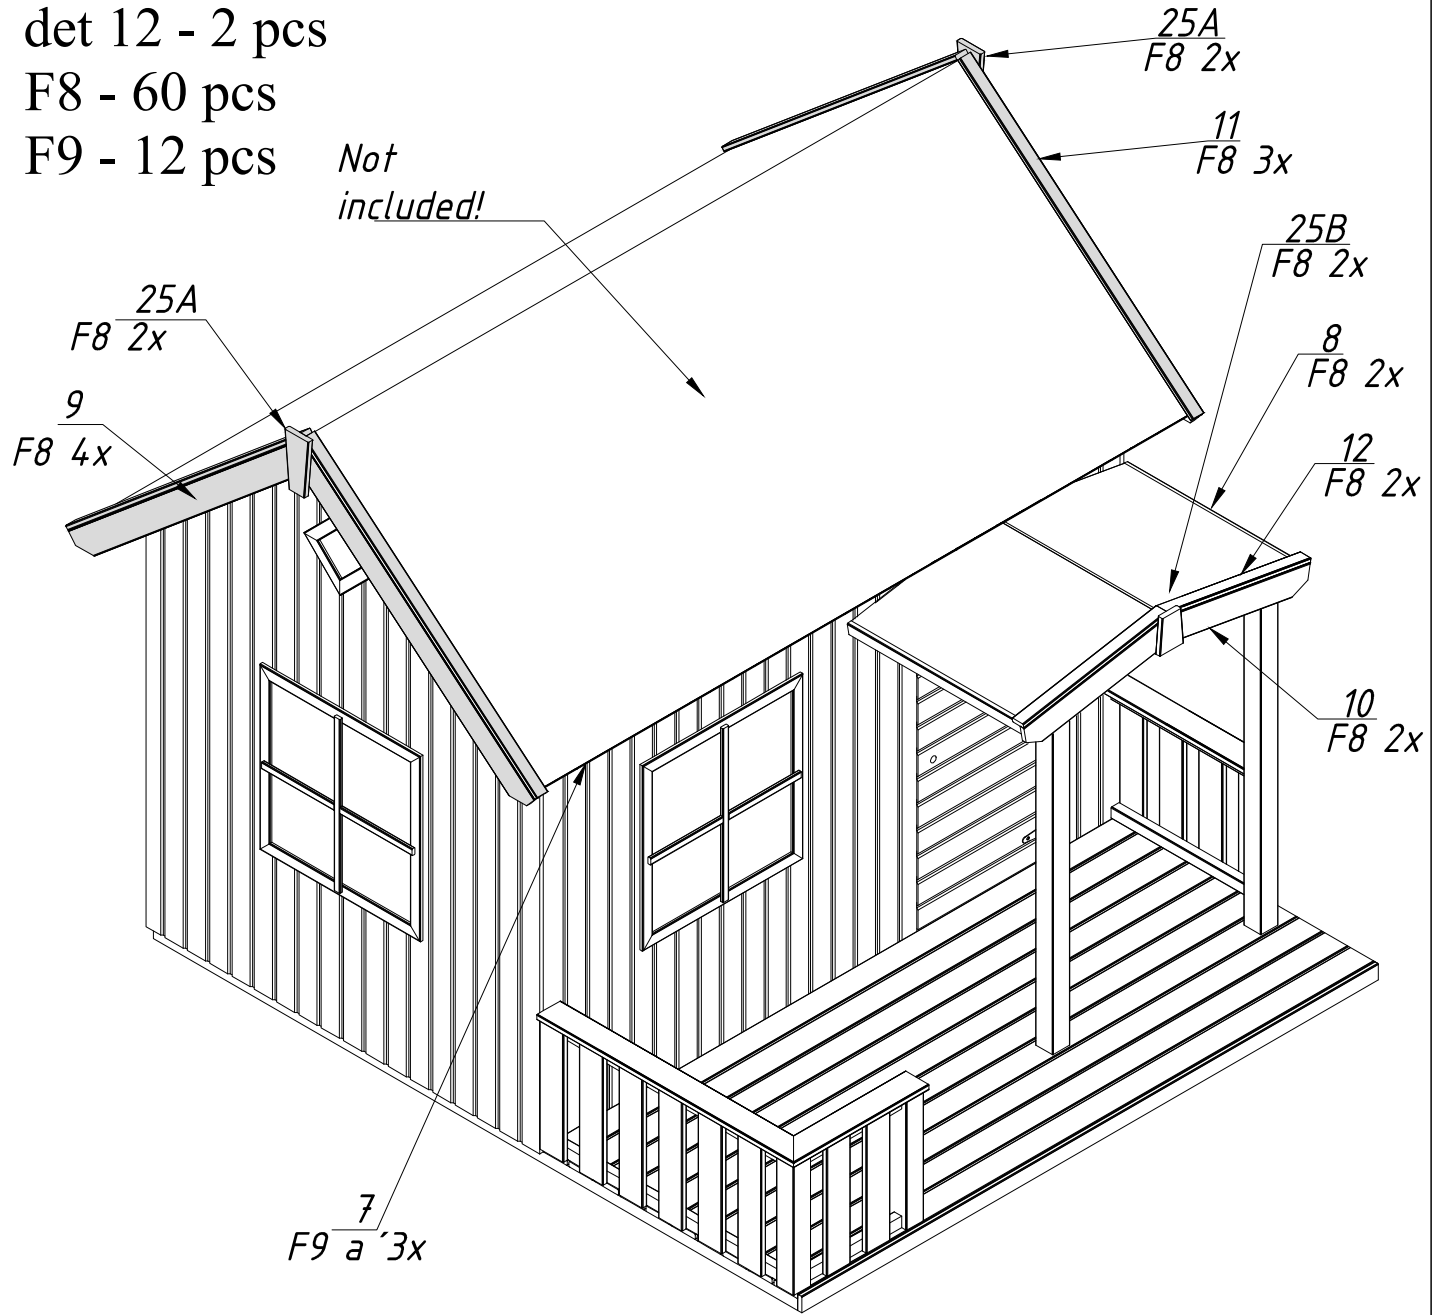 det 12 - 2 pcs
F8 - 60 pcs
F9 - 12 pcs
Not
included!
25A
F8 2x
11
F8 3x
25B
F8 2x
25A
F8 2x
8
F8 2x
9
F8 4x
12
F8 2x
10
F8 2x
7
F9 a ´3x